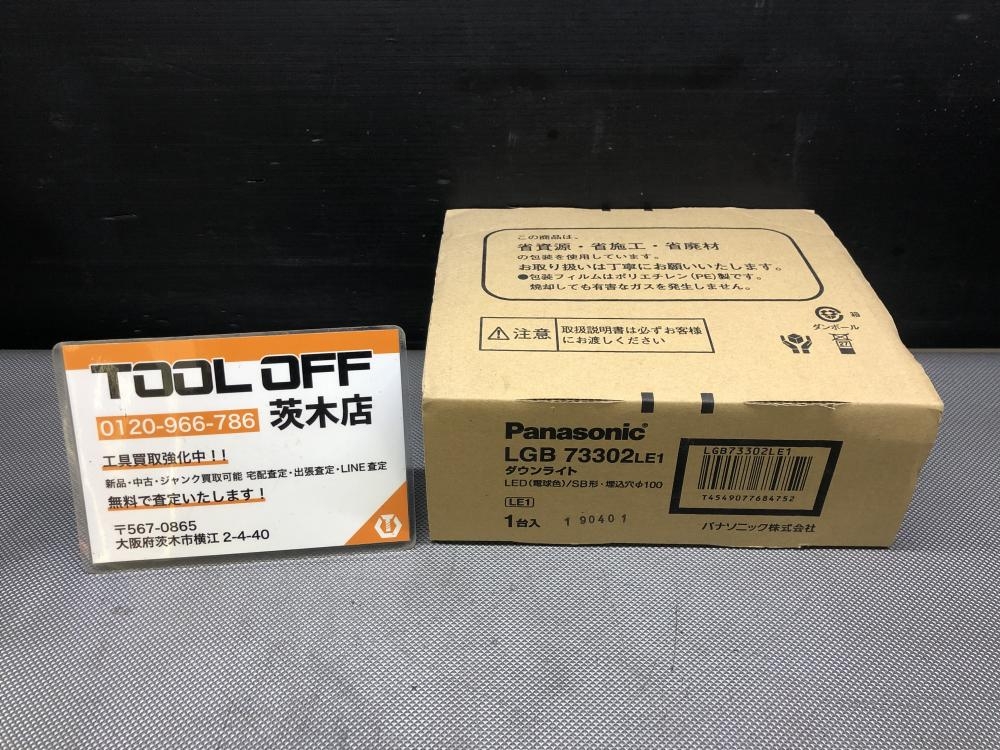 TOOL OFF
0120-966-786 茨木店
工具買取強化中!!
新品・中古・ジャンク買取可能 宅配査定・出張査定・LINE査定
無料で査定いたします!
〒567-0865
大阪府茨木市横江 2-4-40
この商品は、
省資源・省施工・省廃材
の包装を使用しています。
お取り扱いは丁寧にお願いいたします。
●包装フィルムはポリエチレン(PE)製です。
焼却しても有害なガスを発生しません。
注意
取扱説明書は必ずお客様
にお渡しください
箱
ダンボール
Panasonic
LGB 73302LE1
ダウンライト
LED(電球色)/SB形・埋込穴φ100
LE1
1台入 190401
LGB73302LE1
T4549077684752
パナソニック株式会社